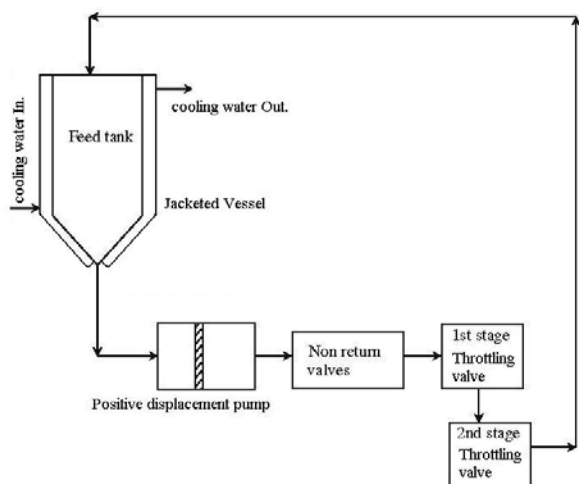 cooling water In.
cooling water Out.
Feed tank
Jacketed Vessel
Positive displacement pump
Non return
valves
1st stage
Throttling
valve
2nd stage
Throttling
valve